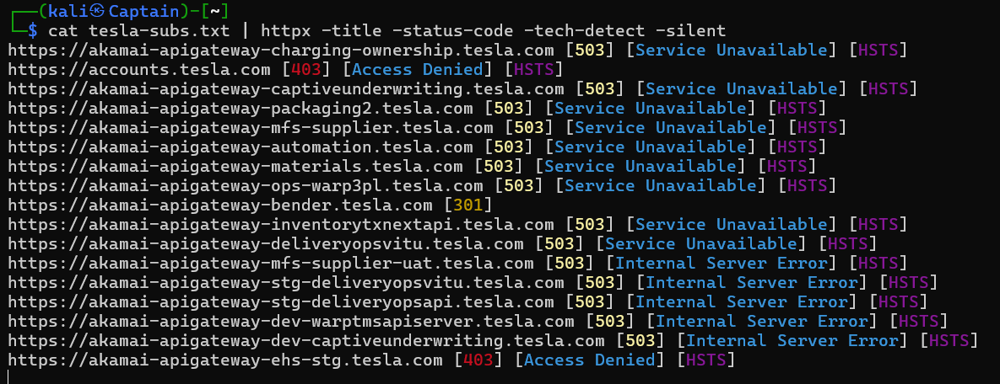 ┌──(kali㉿Captain)-[~]
└─$ cat tesla-subs.txt | httpx -title -status-code -tech-detect -silent
https://akamai-apigateway-charging-ownership.tesla.com [503] [Service Unavailable] [HSTS]
https://accounts.tesla.com [403] [Access Denied] [HSTS]
https://akamai-apigateway-captiveunderwriting.tesla.com [503] [Service Unavailable] [HSTS]
https://akamai-apigateway-packaging2.tesla.com [503] [Service Unavailable] [HSTS]
https://akamai-apigateway-mfs-supplier.tesla.com [503] [Service Unavailable] [HSTS]
https://akamai-apigateway-automation.tesla.com [503] [Service Unavailable] [HSTS]
https://akamai-apigateway-materials.tesla.com [503] [Service Unavailable] [HSTS]
https://akamai-apigateway-ops-warp3pl.tesla.com [503] [Service Unavailable] [HSTS]
https://akamai-apigateway-bender.tesla.com [301]
https://akamai-apigateway-inventorytxnextapi.tesla.com [503] [Service Unavailable] [HSTS]
https://akamai-apigateway-deliveryopsvitu.tesla.com [503] [Service Unavailable] [HSTS]
https://akamai-apigateway-mfs-supplier-uat.tesla.com [503] [Internal Server Error] [HSTS]
https://akamai-apigateway-stg-deliveryopsvitu.tesla.com [503] [Internal Server Error] [HSTS]
https://akamai-apigateway-stg-deliveryopsapi.tesla.com [503] [Internal Server Error] [HSTS]
https://akamai-apigateway-dev-warptmsapiserver.tesla.com [503] [Internal Server Error] [HSTS]
https://akamai-apigateway-dev-captiveunderwriting.tesla.com [503] [Internal Server Error] [HSTS]
https://akamai-apigateway-ehs-stg.tesla.com [403] [Access Denied] [HSTS]